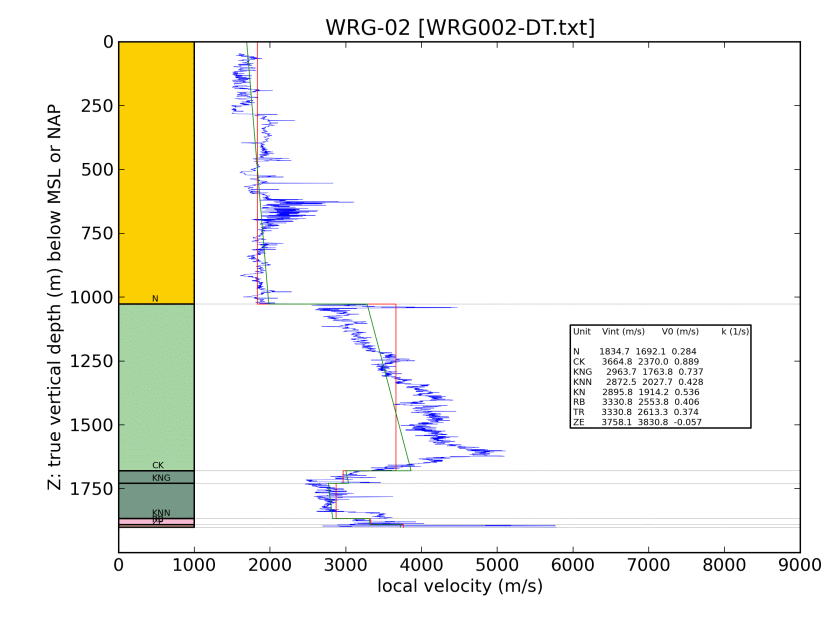 WRG-02 [WRG002-DT.txt]
Z: true vertical depth (m) below MSL or NAP
0
250
500
750
1000
1250
1500
1750
N
CK
KNG
KNN
Unit Vint (m/s) V0 (m/s) k (1/s)
N 1834.7 1692.1 0.284
CK 3664.8 2370.0 0.889
KNG 2963.7 1763.8 0.737
KNN 2872.5 2027.7 0.428
KN 2895.8 1914.2 0.536
RB 3330.8 2553.8 0.406
TR 3330.8 2613.3 0.374
ZE 3758.1 3830.8 -0.057
0 1000 2000 3000 4000 5000 6000 7000 8000 9000
local velocity (m/s)